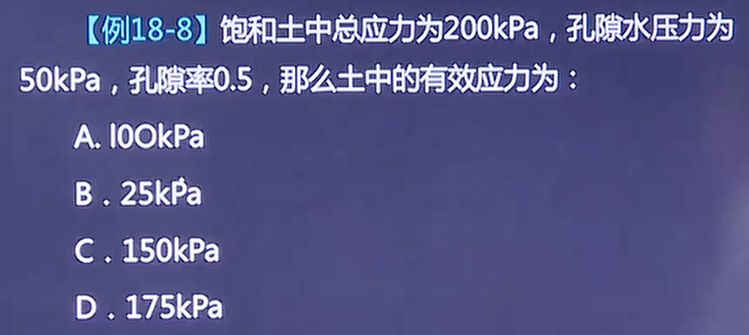 【例18-8】饱和土中总应力为200kPa，孔隙水压力为
50kPa，孔隙率0.5，那么土中的有效应力为：
A. l0OkPa
B．25kPa
C．150kPa
D．175kPa